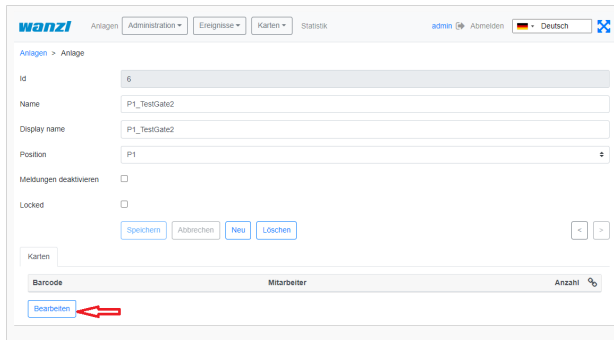 wanzl Anlagen Administration Ereignisse Karten Statistik admin Abmelden Deutsch
Anlagen > Anlage
Id 6
Name P1_TestGate2
Display name P1_TestGate2
Position P1
Meldungen deaktivieren
Locked
Speichern Abbrechen Neu Löschen < >
Karten
Barcode Mitarbeiter Anzahl
Bearbeiten